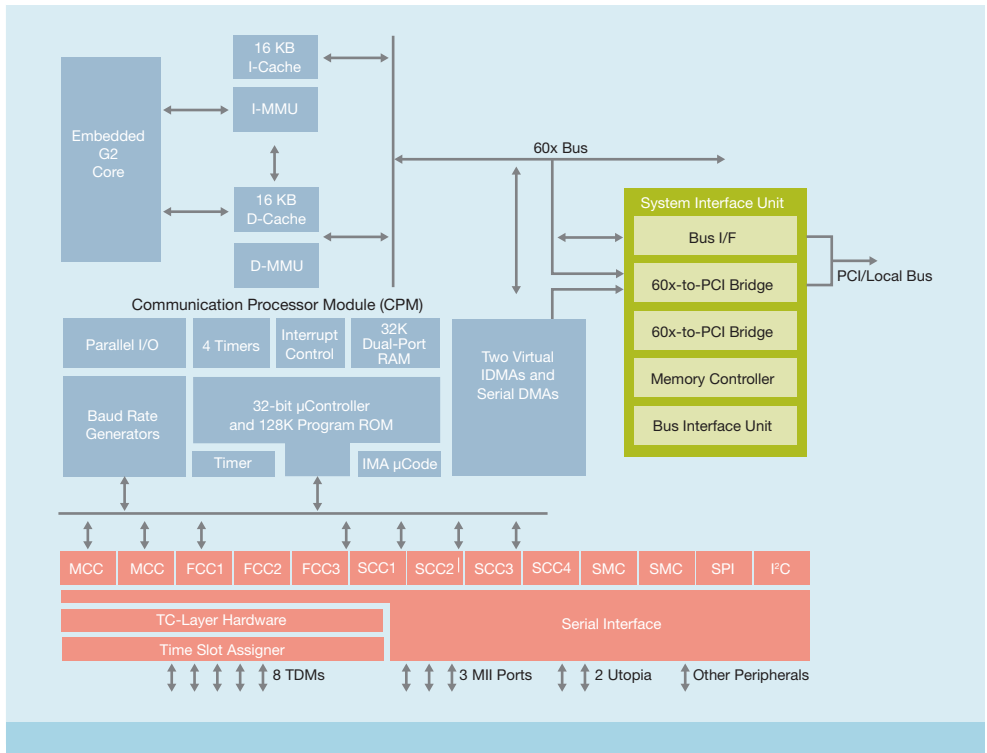 16 KB
I-Cache
I-MMU
Embedded
G2
Core
16 KB
D-Cache
D-MMU
60x Bus
System Interface Unit
Bus I/F
60x-to-PCI Bridge
60x-to-PCI Bridge
Memory Controller
Bus Interface Unit
PCI/Local Bus
Communication Processor Module (CPM)
Parallel I/O
4 Timers
Interrupt
Control
32K
Dual-Port
RAM
Baud Rate
Generators
32-bit µController
and 128K Program ROM
Timer
IMA µCode
Two Virtual
IDMAs and
Serial DMAs
MCC
MCC
FCC1
FCC2
FCC3
SCC1
SCC2
SCC3
SCC4
SMC
SMC
SPI
I²C
TC-Layer Hardware
Time Slot Assigner
Serial Interface
8 TDMs
3 MII Ports
2 Utopia
Other Peripherals